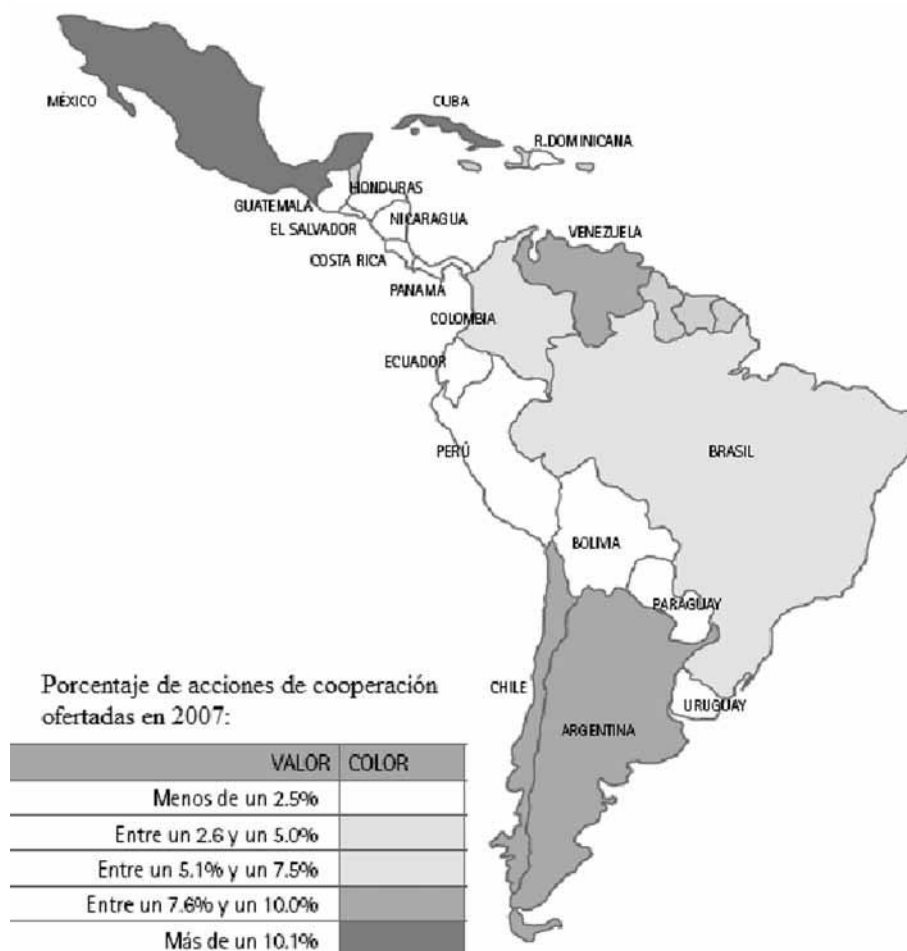 MÉXICO
CUBA
R.DOMINICANA
HONDURAS
GUATEMALA
NICARAGUA
EL SALVADOR
VENEZUELA
COSTA RICA
PANAMÁ
COLOMBIA
ECUADOR
PERÚ
BRASIL
BOLIVIA
PARAGUAY
CHILE
URUGUAY
ARGENTINA
Porcentaje de acciones de cooperación
ofertadas en 2007:
VALOR COLOR
Menos de un 2.5%
Entre un 2.6 y un 5.0%
Entre un 5.1% y un 7.5%
Entre un 7.6% y un 10.0%
Más de un 10.1%